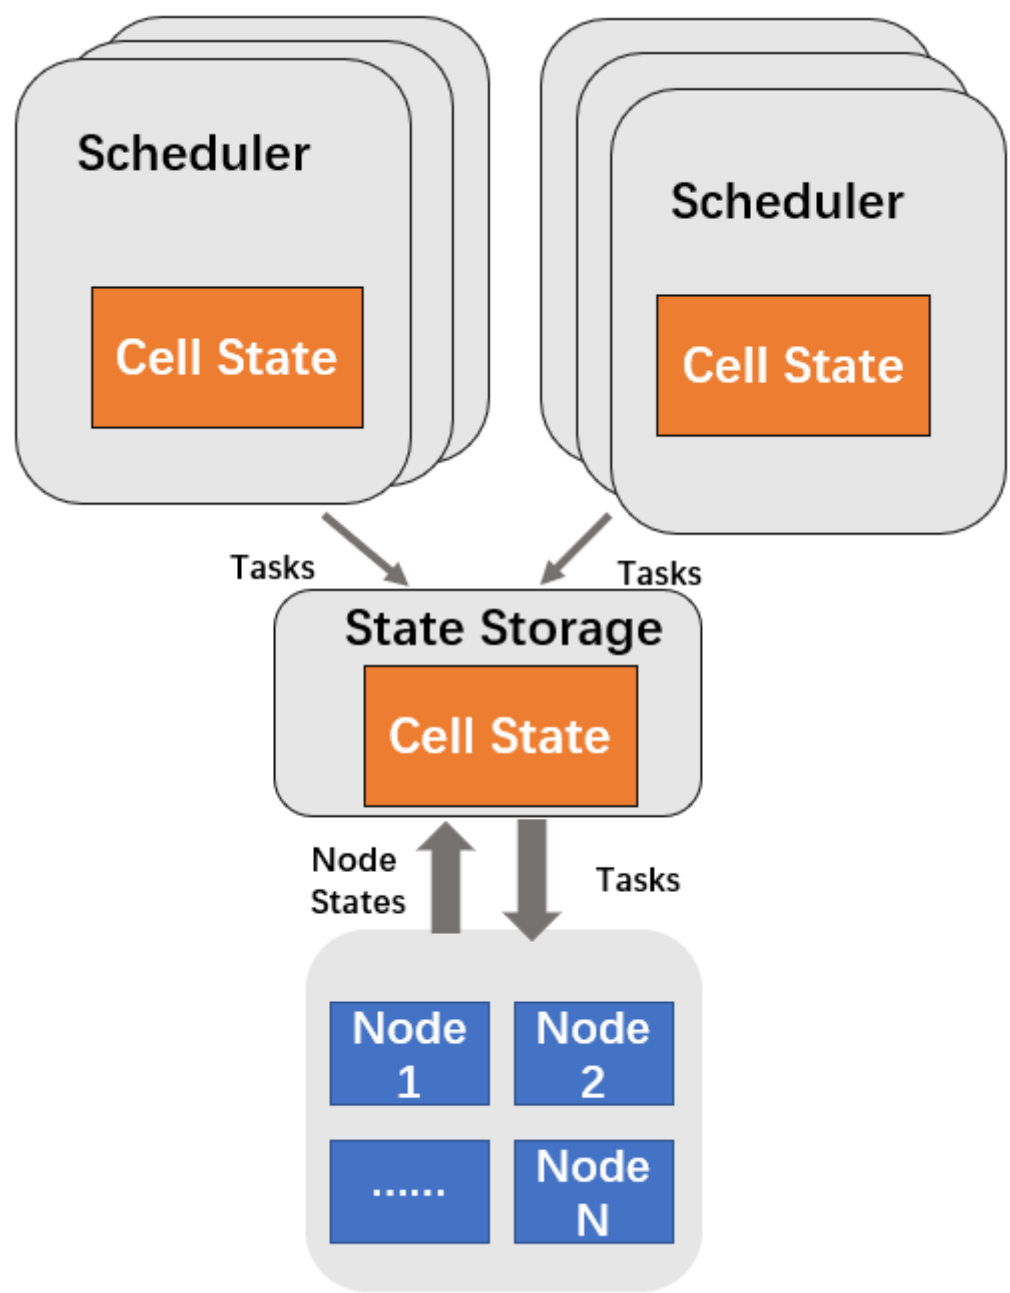 Scheduler
Cell State
Scheduler
Cell State
Tasks
Tasks
State Storage
Cell State
Node
States
Tasks
Node
1
Node
2
......
Node
N